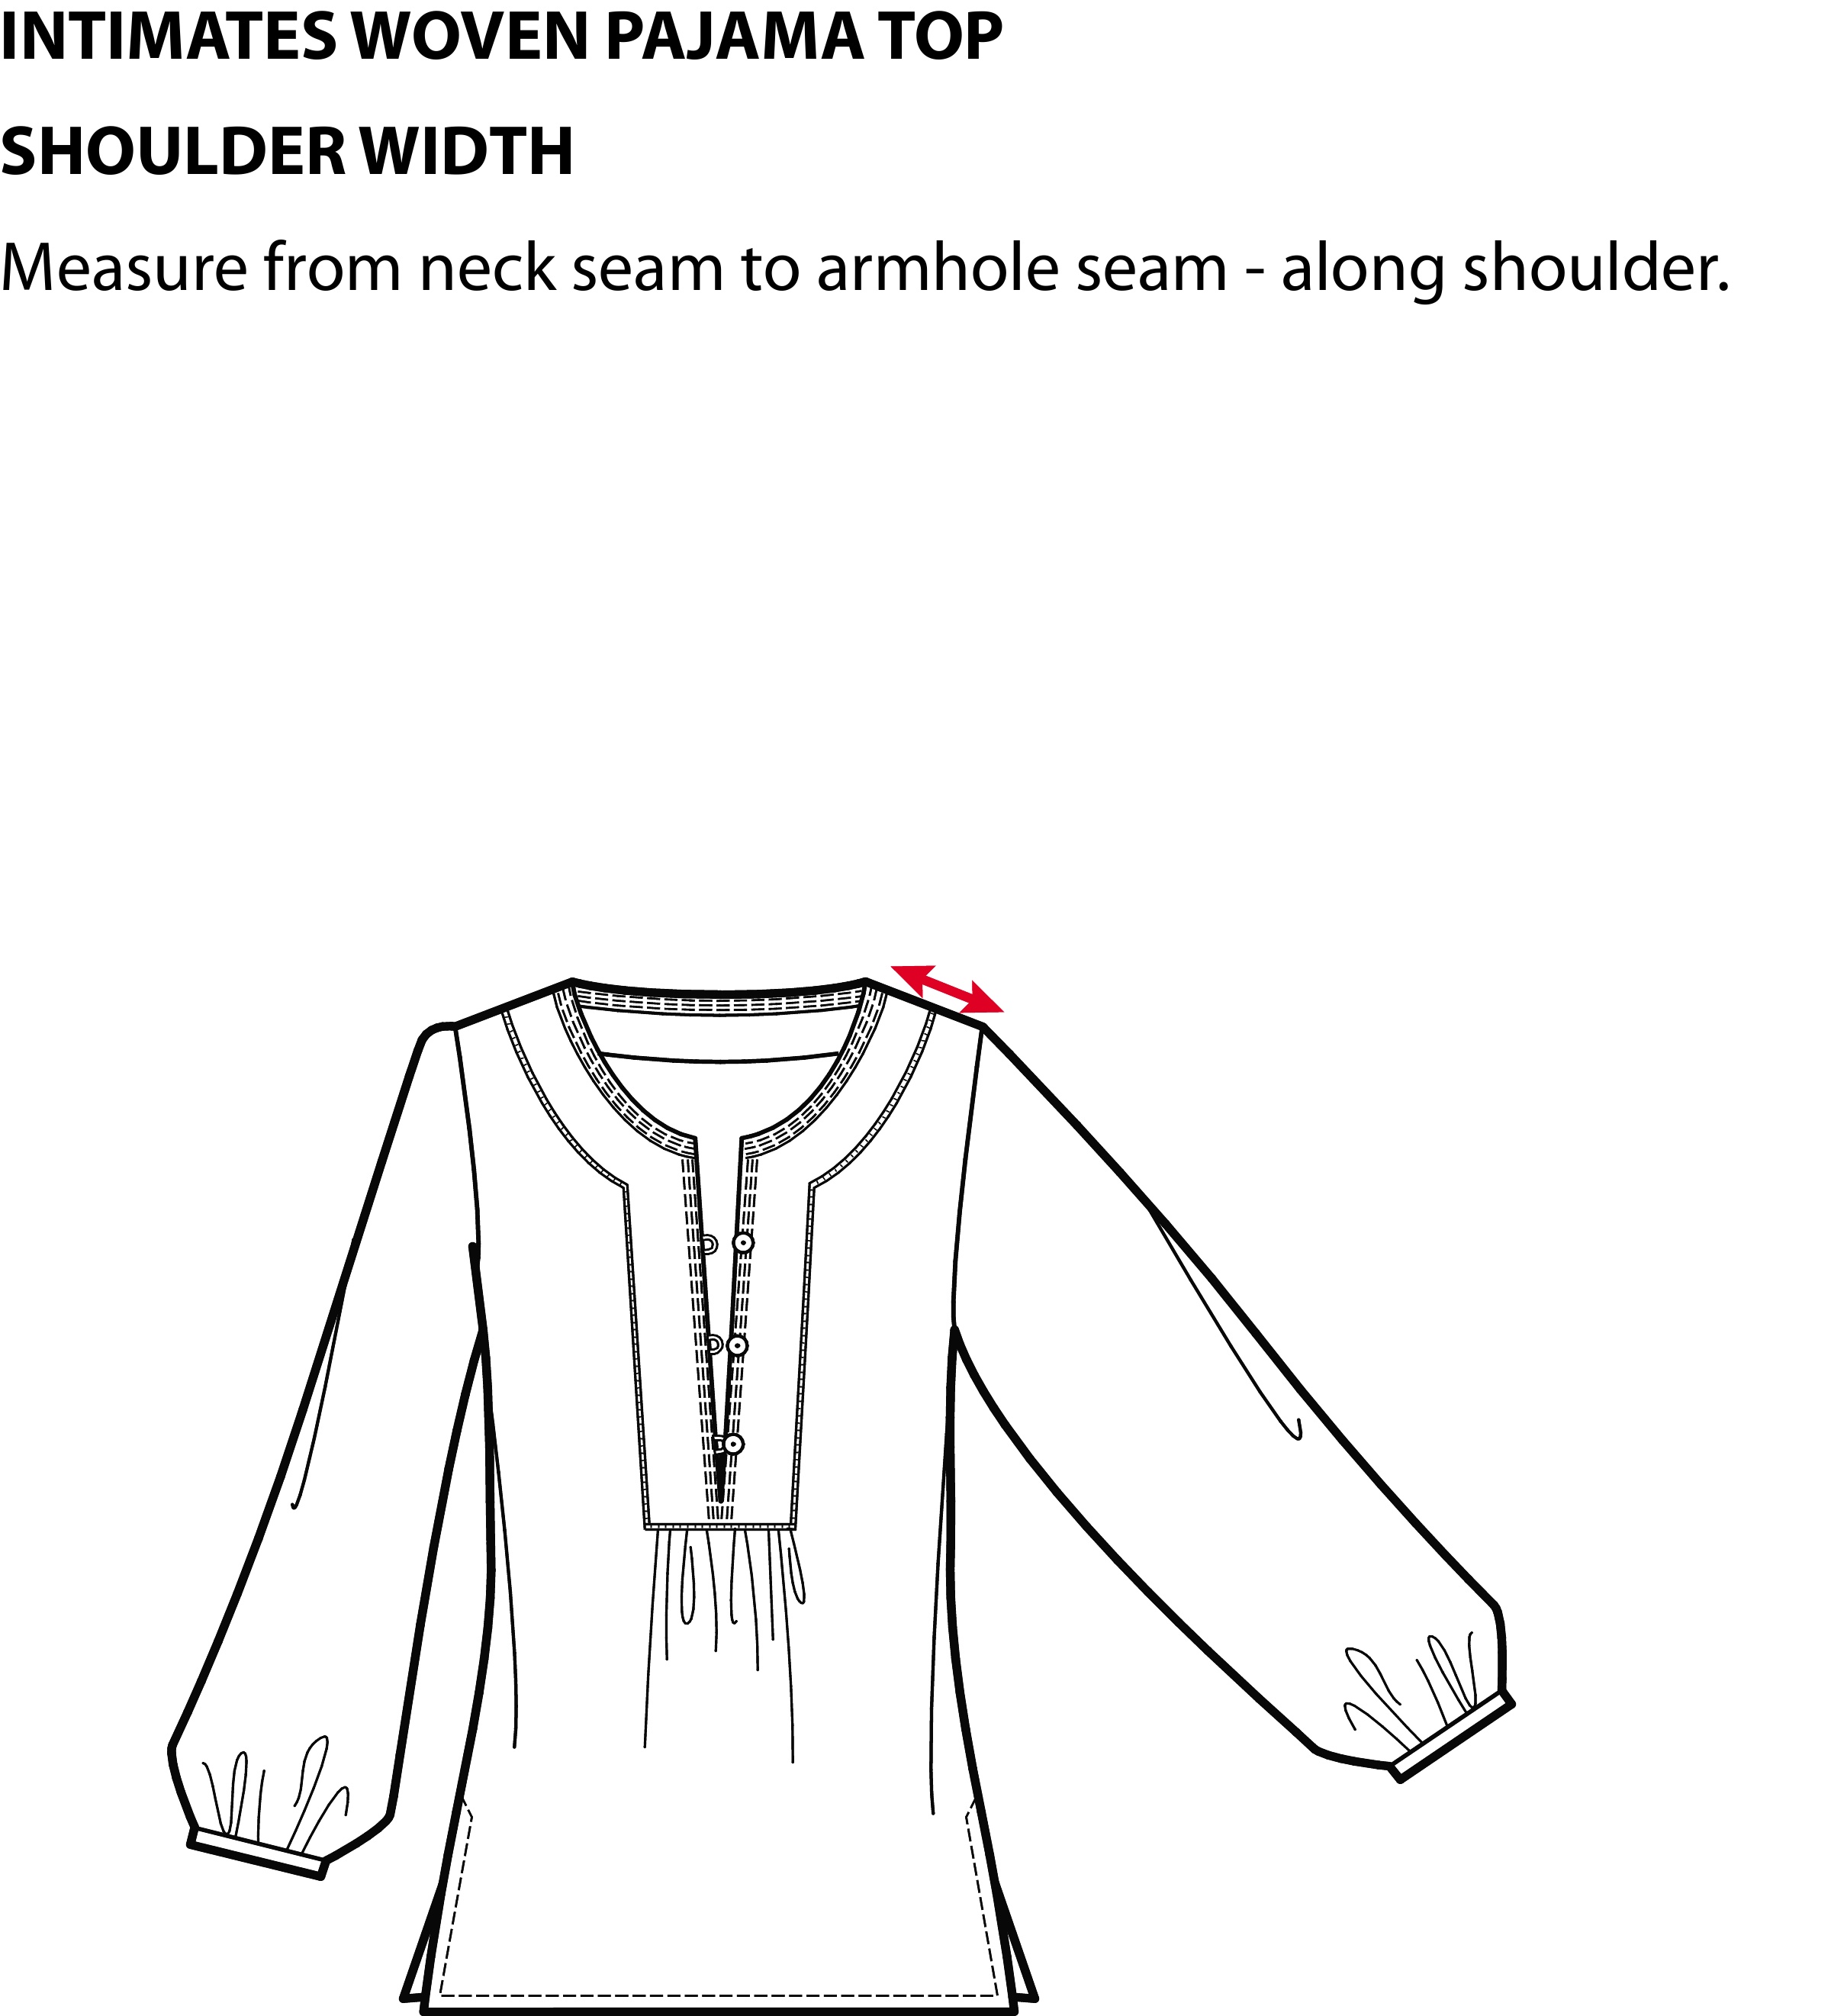 INTIMATES WOVEN PAJAMA TOP
SHOULDER WIDTH
Measure from neck seam to armhole seam - along shoulder.